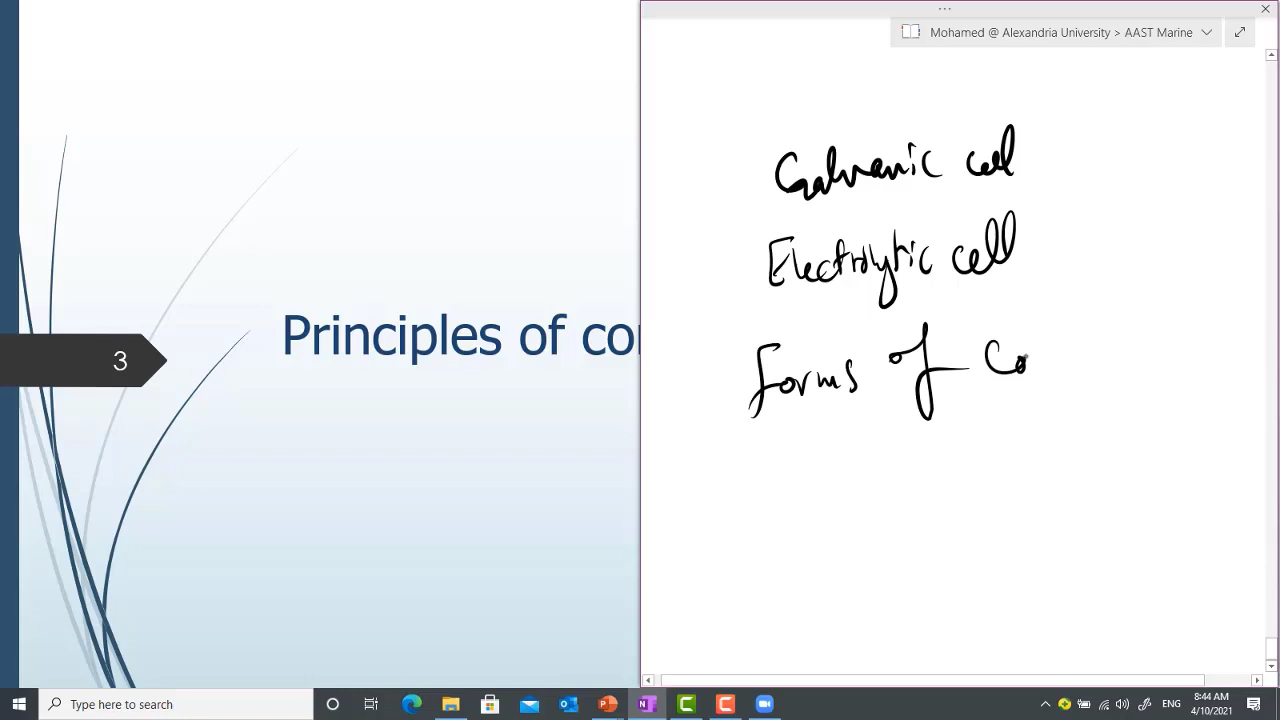 Mohamed @ Alexandria University > AAST Marine
Galvanic cell
Electrolytic cell
Forms of Co
3
Principles of co
Type here to search
ENG
8:44 AM
4/10/2021